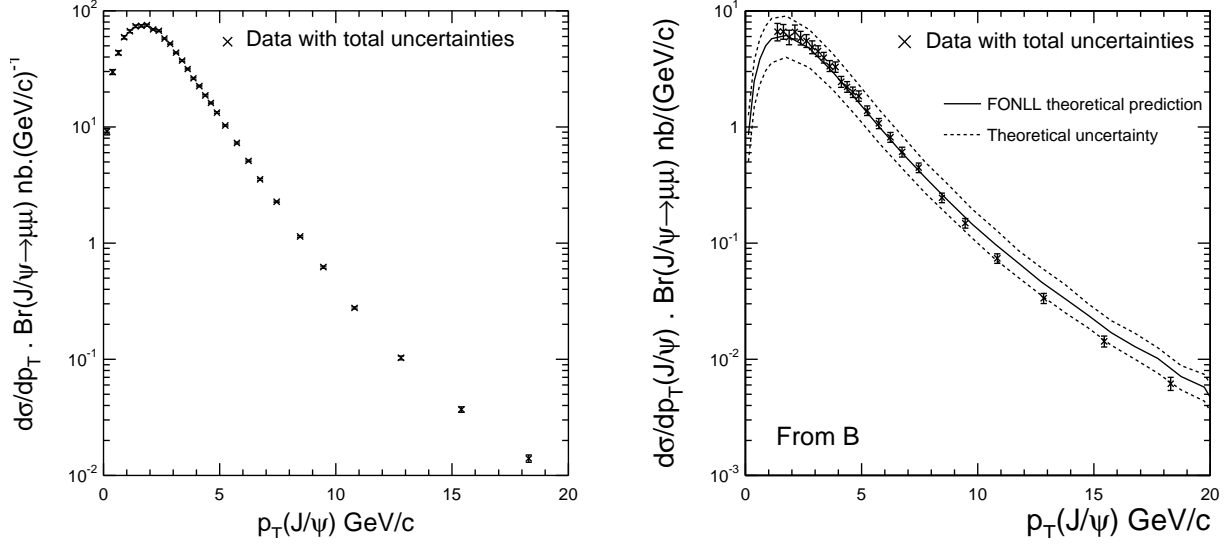 dσ/dp_T . Br(J/ψ→μμ) nb.(GeV/c)⁻¹
10²
10
1
10⁻¹
10⁻²
× Data with total uncertainties
0 5 10 15 20
p_T(J/ψ) GeV/c
dσ/dp_T(J/ψ) . Br(J/ψ→μμ) nb/(GeV/c)
10
1
10⁻¹
10⁻²
10⁻³
× Data with total uncertainties
FONLL theoretical prediction
Theoretical uncertainty
From B
0 5 10 15 20
p_T(J/ψ) GeV/c